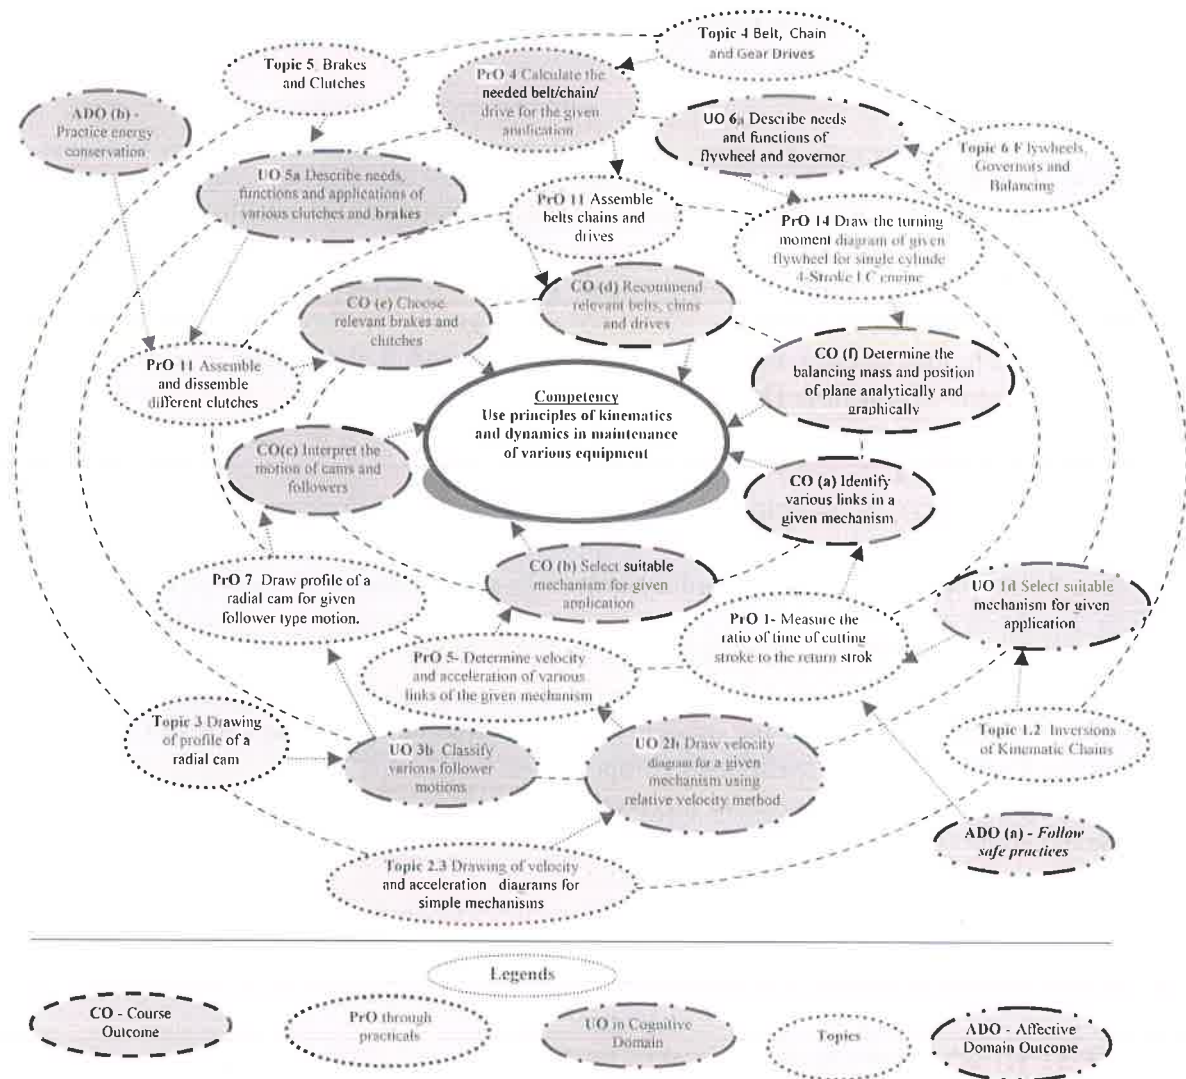 Topic 4 Belt, Chain
and Gear Drives
Topic 5 Brakes
and Clutches
PrO 4 Calculate the
needed belt/chain/
drive for the given
application
ADO (b) -
Practice energy
conservation
UO 6a Describe needs
and functions of
flywheel and governor
Topic 6 Flywheels,
Governors and
Balancing
UO 5a Describe needs,
functions and applications of
various clutches and brakes
PrO 11 Assemble
belts chains and
drives
PrO 14 Draw the turning
moment diagram of given
flywheel for single cylinde
4-Stroke I C engine
CO (e) Choose
relevant brakes and
clitches
CO (d) Recommend
relevant belts, chins
and drives
PrO 11 Assemble
and dissemble
different clutches
CO (f) Determine the
balancing mass and position
of plane analytically and
graphically
Competency
Use principles of kinematics
and dynamics in maintenance
of various equipment
CO(c) Interpret the
motion of cams and
followers
CO (a) Identify
various links in a
given mechanism
CO (b) Select suitable
mechanism for given
application
PrO 7 Draw profile of a
radial cam for given
follower type motion.
UO 1d Select suitable
mechanism for given
application
PrO 1- Measure the
ratio of time of cutting
stroke to the return strok
PrO 5- Determine velocity
and acceleration of various
links of the given mechanism
Topic 3 Drawing
of profile of a
radial cam
UO 3b Classify
various follower
motions
UO 2b Draw velocity
diagram for a given
mechanism using
relative velocity method
Topic 1.2 Inversions
of Kinematic Chains
ADO (a) - Follow
safe practices
Topic 2.3 Drawing of velocity
and acceleration diagrams for
simple mechanisms
Legends
CO - Course
Outcome
PrO through
practicals
UO in Cognitive
Domain
Topics
ADO - Affective
Domain Outcome